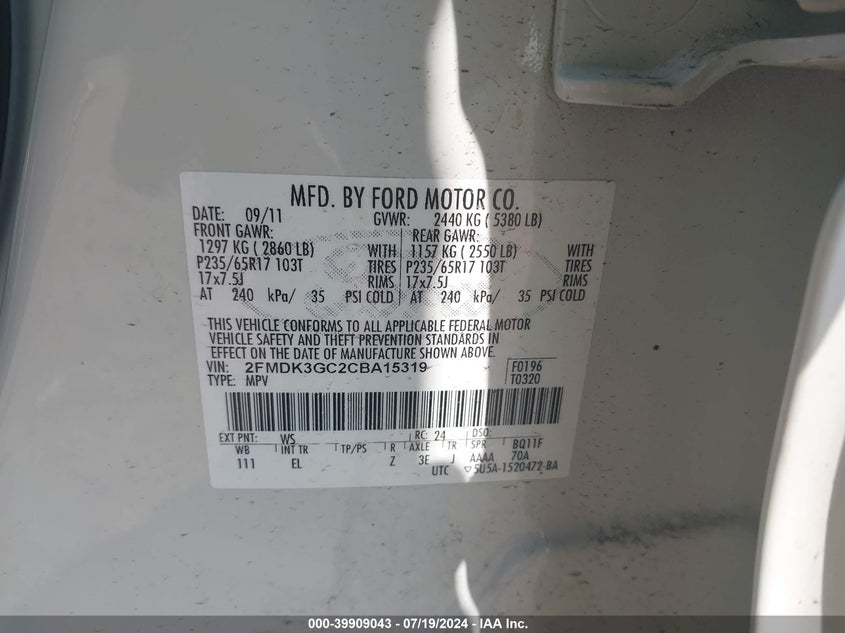 MFD. BY FORD MOTOR CO.
DATE: 09/11 GVWR: 2440 KG ( 5380 LB)
FRONT GAWR: REAR GAWR:
1297 KG ( 2860 LB) WITH 1157 KG ( 2550 LB) WITH
P235/65R17 103T TIRES P235/65R17 103T TIRES
17x7.5J RIMS 17x7.5J RIMS
AT 240 kPa/ 35 PSI COLD AT 240 kPa/ 35 PSI COLD
THIS VEHICLE CONFORMS TO ALL APPLICABLE FEDERAL MOTOR
VEHICLE SAFETY AND THEFT PREVENTION STANDARDS IN
EFFECT ON THE DATE OF MANUFACTURE SHOWN ABOVE.
VIN: 2FMDK3GC2CBA15319 F0196
TYPE: MPV T0320
EXT PNT: WS RC: 24 DSO:
WB INT TR TP/PS R AXLE TR SPR BQ11F
111 EL Z 3E J AAAA 70A
UTC ▽5U5A-1520472-BA
000-39909043 / 07/19/2024 - IAA Inc.